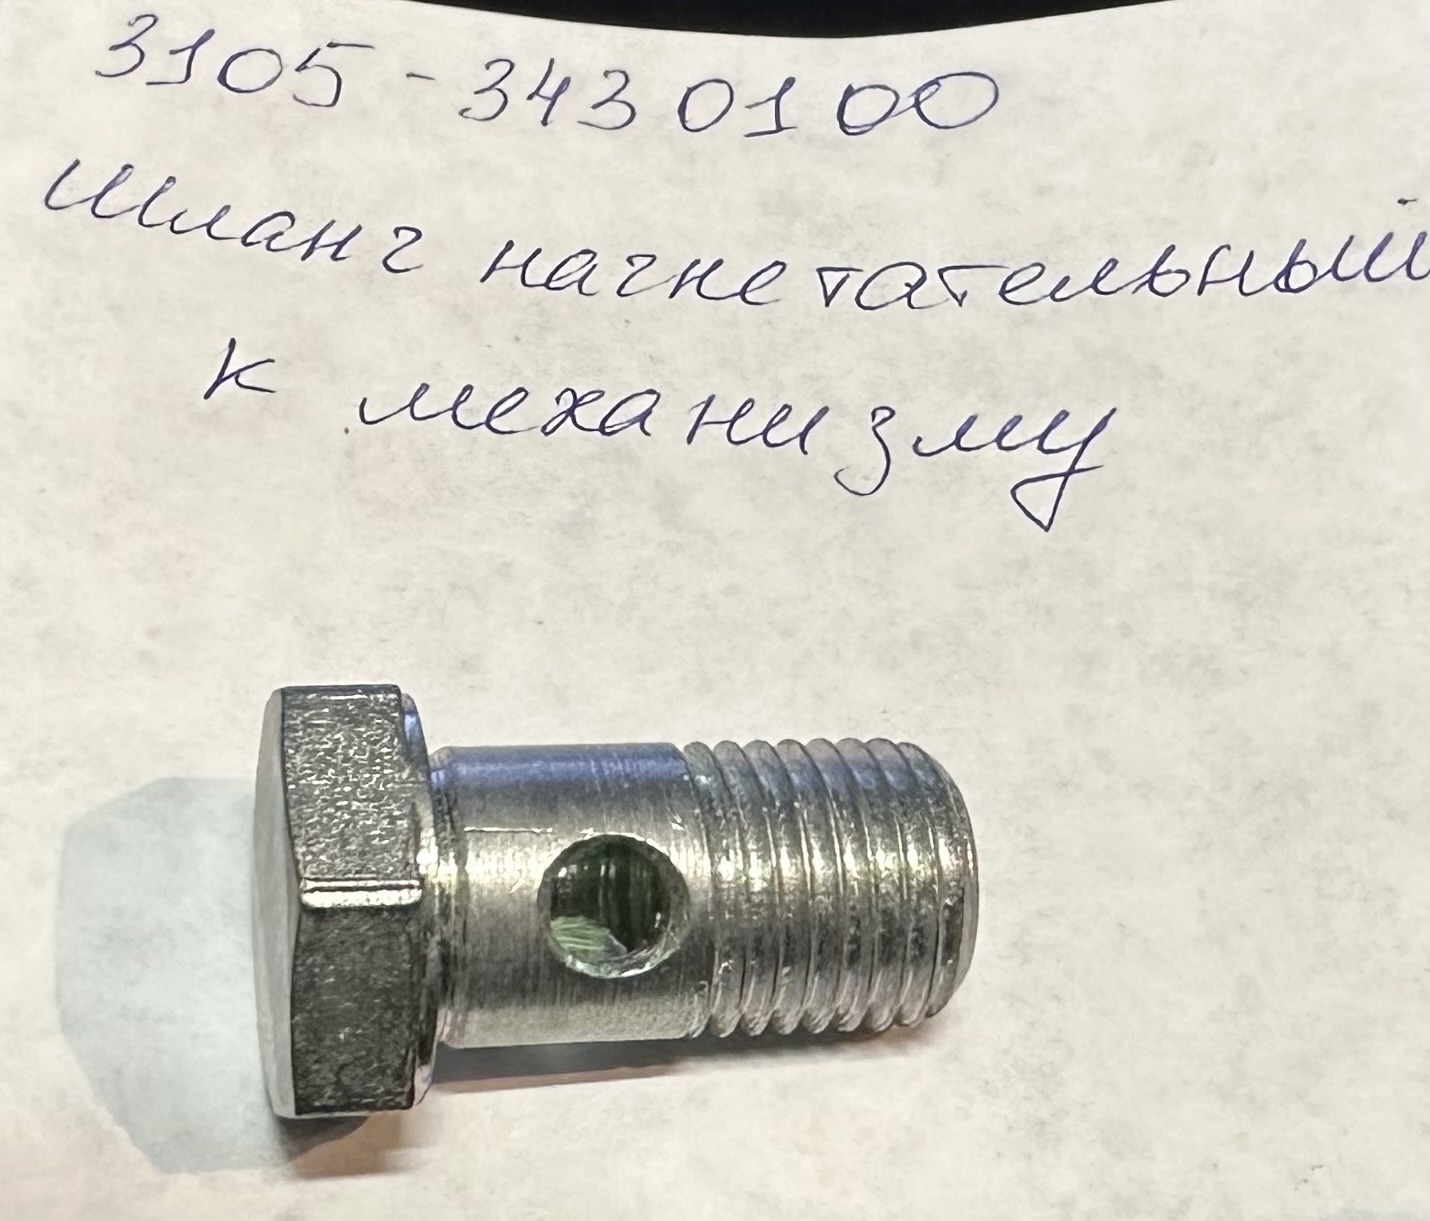 3105-3430100
Шланг нагнетательный
к механизму